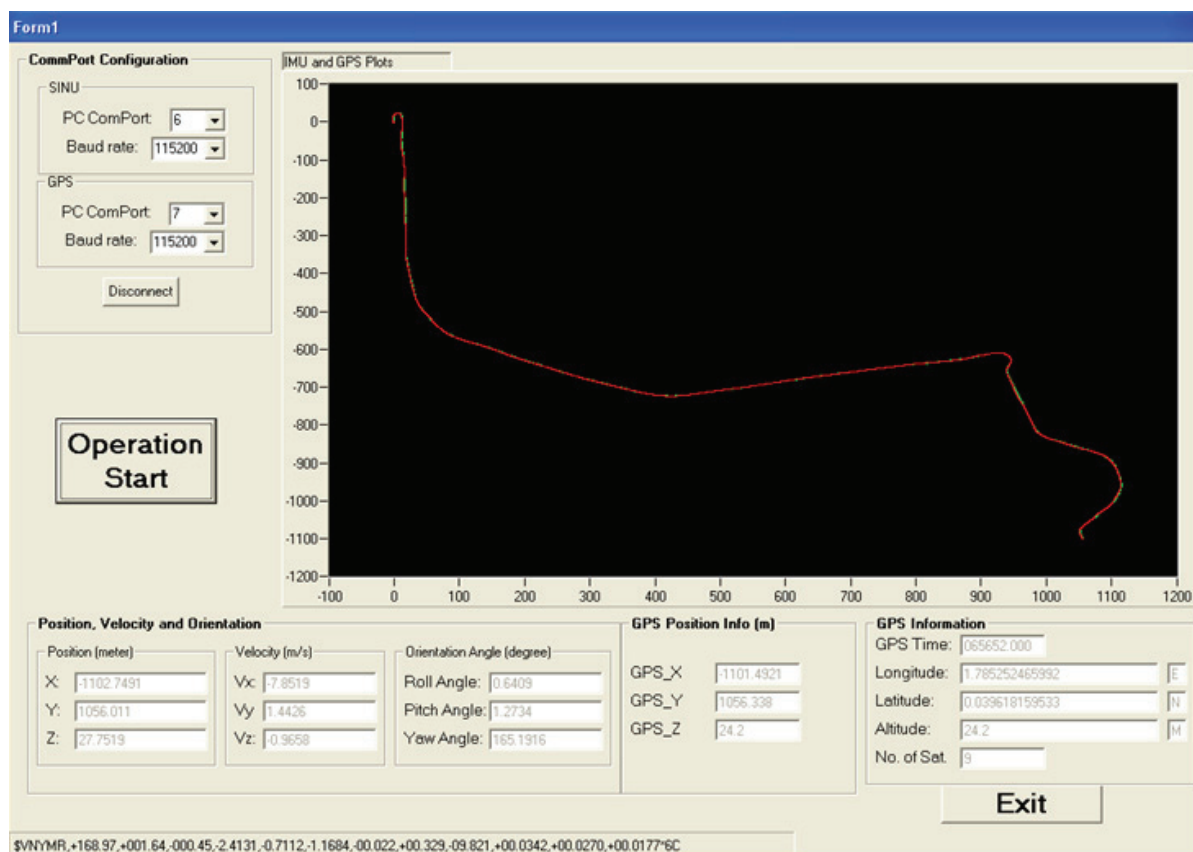 Form1
CommPort Configuration
SINU
PC ComPort: 6
Baud rate: 115200
GPS
PC ComPort: 7
Baud rate: 115200
Disconnect
Operation
Start
IMU and GPS Plots
100
0
-100
-200
-300
-400
-500
-600
-700
-800
-900
-1000
-1100
-1200
-100 0 100 200 300 400 500 600 700 800 900 1000 1100 1200
Position, Velocity and Orientation
Position (meter)
X: -1102.7491
Y: 1056.011
Z: 27.7519
Velocity (m/s)
Vx: -7.8519
Vy 1.4426
Vz: -0.9658
Orientation Angle (degree)
Roll Angle: 0.6409
Pitch Angle: 1.2734
Yaw Angle: 165.1916
GPS Position Info (m)
GPS_X -1101.4921
GPS_Y 1056.338
GPS_Z 24.2
GPS Information
GPS Time: 065652.000
Longitude: 1.785252465992 E
Latitude: 0.039618159533 N
Altitude: 24.2 M
No. of Sat. 9
Exit
$VNYMR,+168.97,+001.64,-000.45,-2.4131,-0.7112,-1.1684,-00.022,+00.329,-09.821,+00.0342,+00.0270,+00.0177*6C